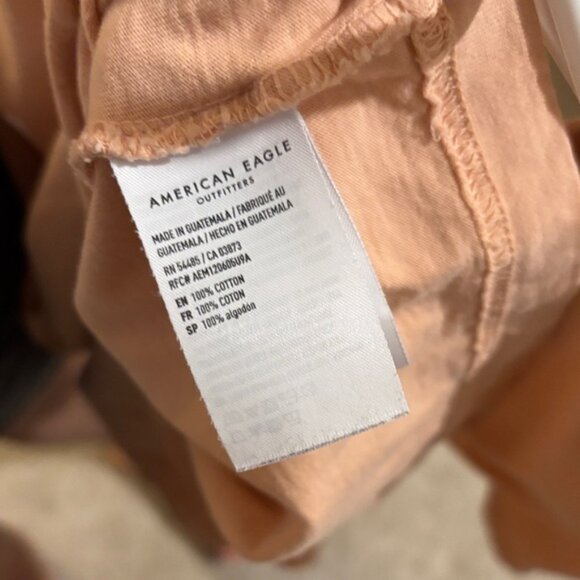 AMERICAN EAGLE
OUTFITTERS
MADE IN GUATEMALA / FABRIQUÉ AU
GUATEMALA / HECHO EN GUATEMALA
RN 54485 / CA 03873
RFC# AEM120605U9A
EN 100% COTTON
FR 100% COTON
SP 100% algodon